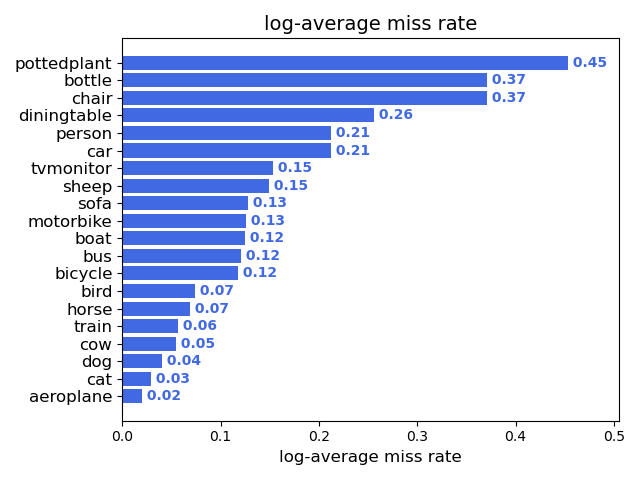 log-average miss rate
pottedplant 0.45
bottle 0.37
chair 0.37
diningtable 0.26
person 0.21
car 0.21
tvmonitor 0.15
sheep 0.15
sofa 0.13
motorbike 0.13
boat 0.12
bus 0.12
bicycle 0.12
bird 0.07
horse 0.07
train 0.06
cow 0.05
dog 0.04
cat 0.03
aeroplane 0.02
0.0 0.1 0.2 0.3 0.4 0.5
log-average miss rate